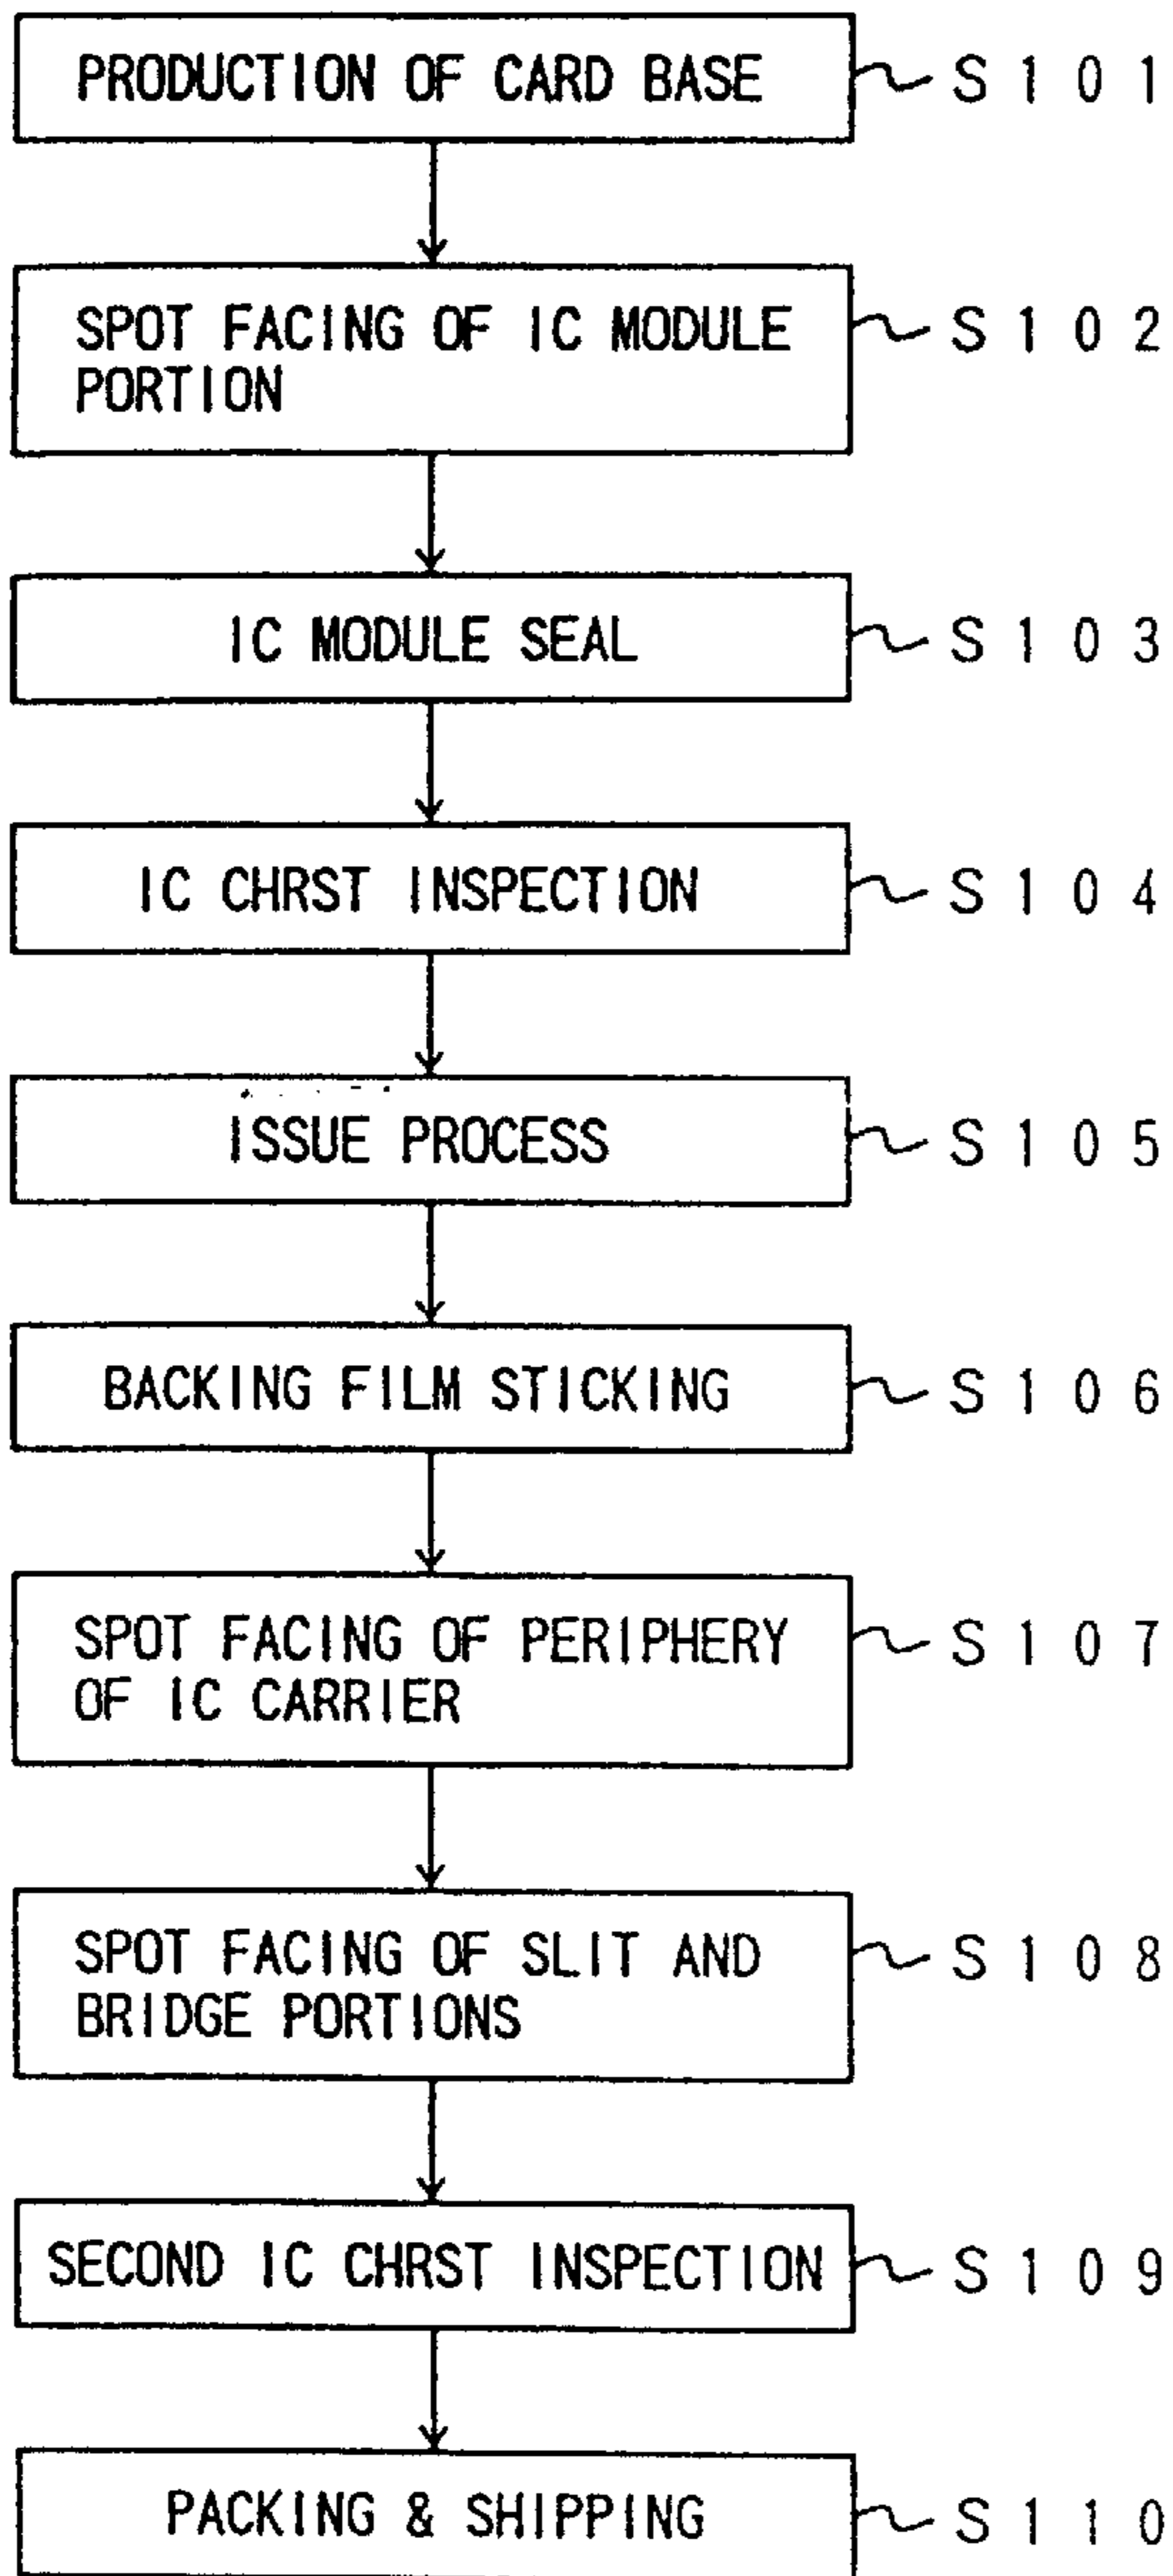 PRODUCTION OF CARD BASE S101
SPOT FACING OF IC MODULE S102
PORTION
IC MODULE SEAL S103
IC CHRST INSPECTION S104
ISSUE PROCESS S105
BACKING FILM STICKING S106
SPOT FACING OF PERIPHERY S107
OF IC CARRIER
SPOT FACING OF SLIT AND S108
BRIDGE PORTIONS
SECOND IC CHRST INSPECTION S109
PACKING & SHIPPING S110